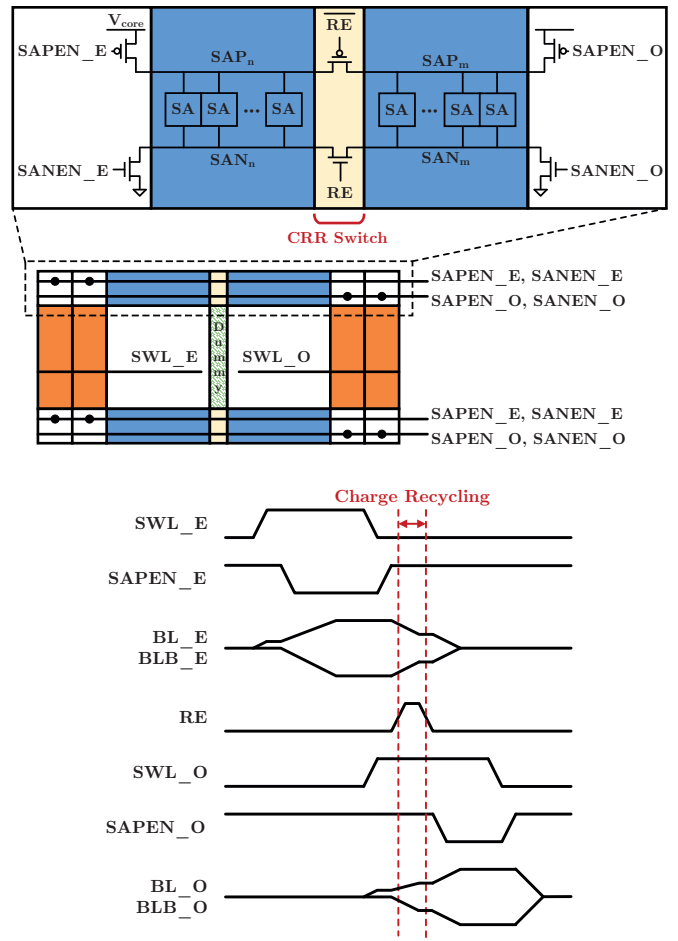 V_core
RE
SAPEN_E
SAPEN_O
SAP_n
SAP_m
SA SA ... SA SA ... SA SA
SAN_n
SAN_m
SANEN_E
SANEN_O
RE
CRR Switch
SAPEN_E, SANEN_E
SAPEN_O, SANEN_O
Dummy
SWL_E
SWL_O
SAPEN_E, SANEN_E
SAPEN_O, SANEN_O
Charge Recycling
SWL_E
SAPEN_E
BL_E
BLB_E
RE
SWL_O
SAPEN_O
BL_O
BLB_O